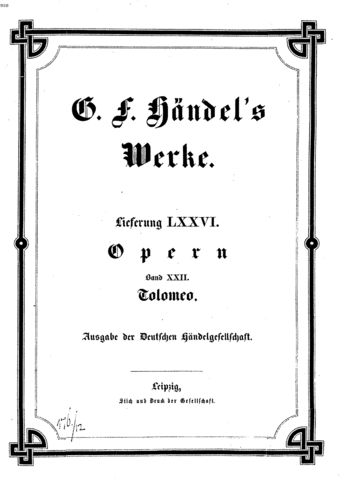 G. F. Händel's
Werke.
Lieferung LXXVI.
Opern
Band XXII.
Tolomeo.
Ausgabe der Deutschen Händelgesellschaft.
Leipzig,
Stich und Druck der Gesellschaft.